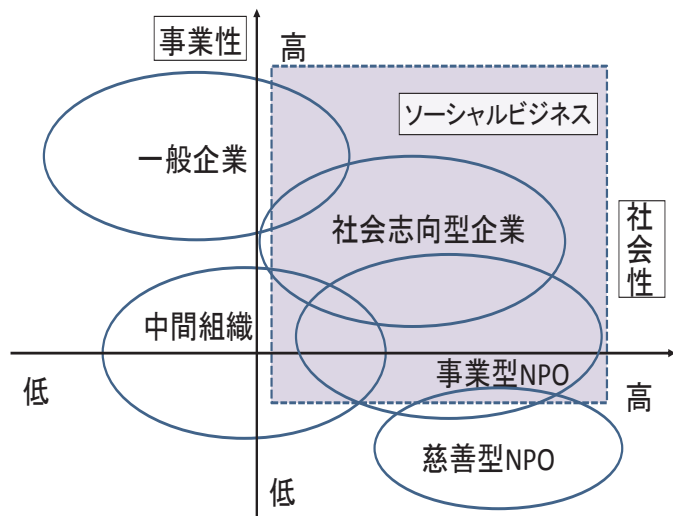 事業性
高
ソーシャルビジネス
一般企業
社会志向型企業
社会性
中間組織
低
事業型NPO
高
慈善型NPO
低